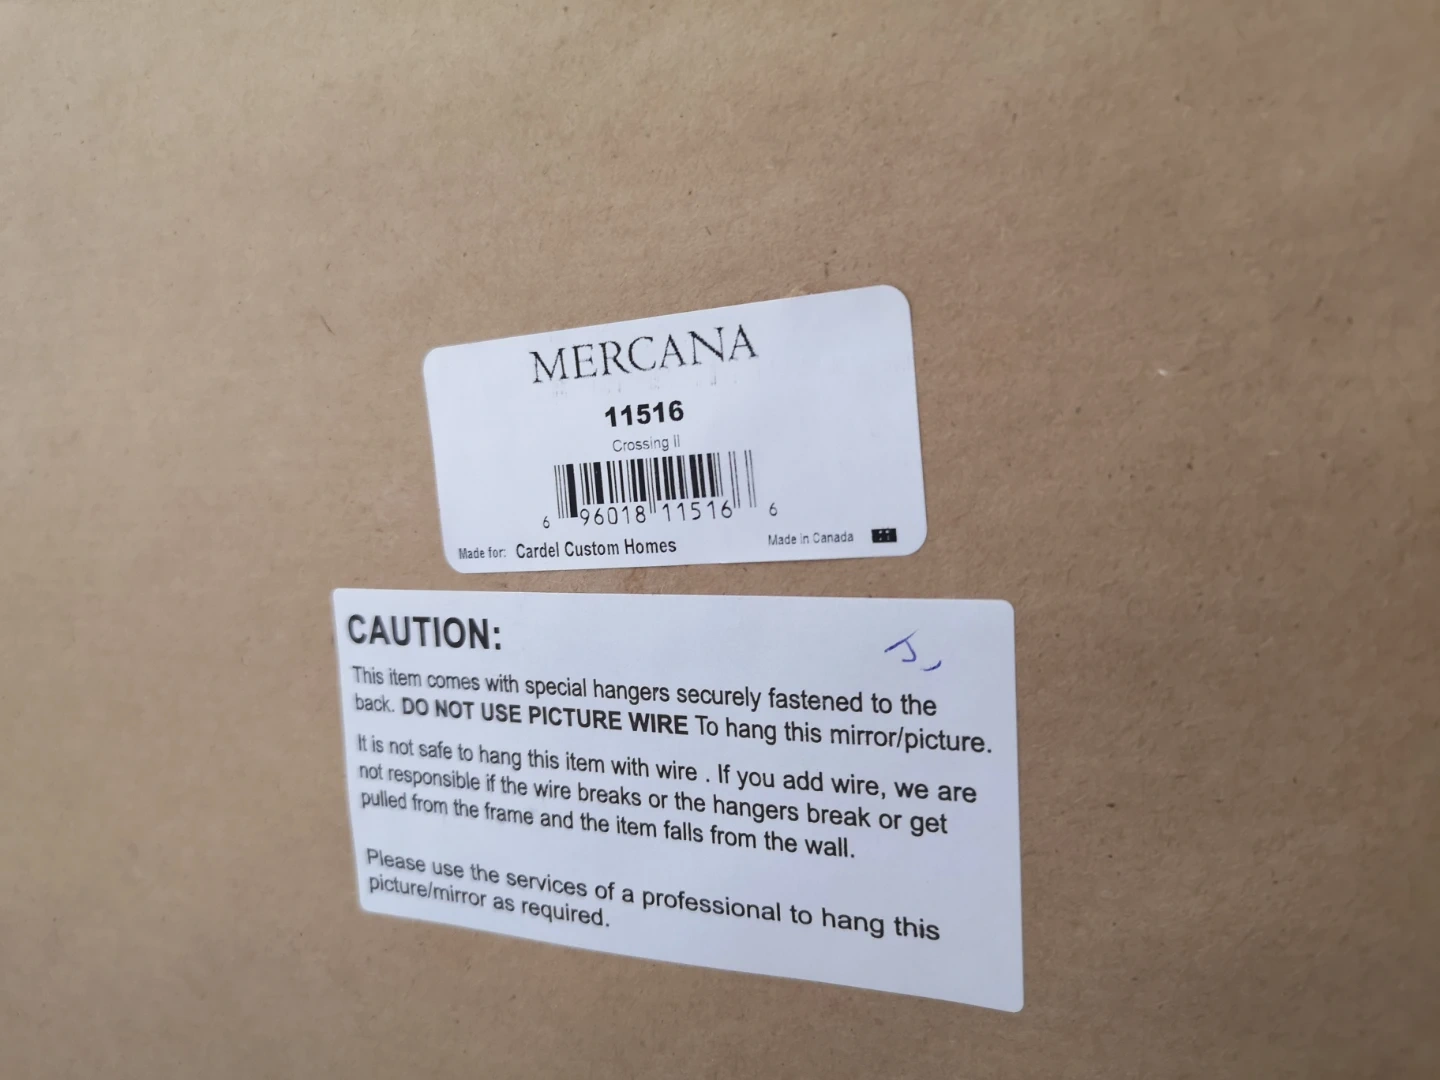 MERCANA
11516
Crossing II
6 96018 11516 6
Made for: Cardel Custom Homes Made in Canada
CAUTION:
This item comes with special hangers securely fastened to the
back. DO NOT USE PICTURE WIRE To hang this mirror/picture.
It is not safe to hang this item with wire . If you add wire, we are
not responsible if the wire breaks or the hangers break or get
pulled from the frame and the item falls from the wall.
Please use the services of a professional to hang this
picture/mirror as required.